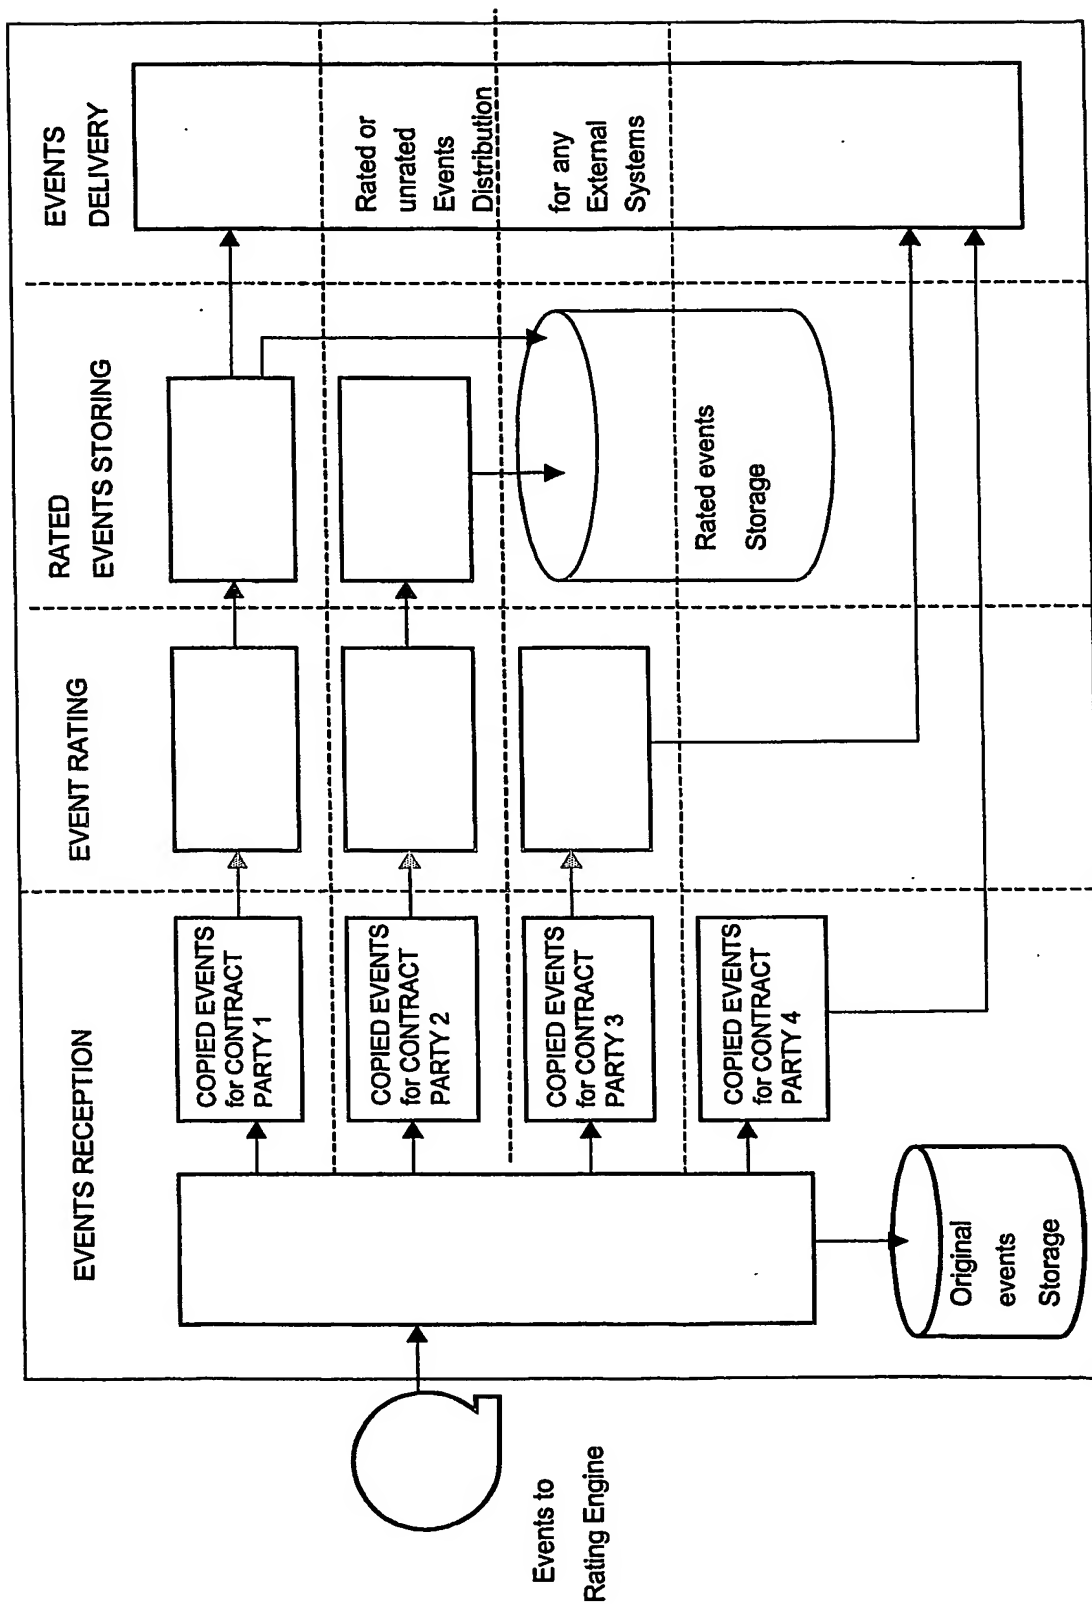 EVENTS RECEPTION
EVENT RATING
RATED
EVENTS STORING
EVENTS
DELIVERY
COPIED EVENTS
for CONTRACT
PARTY 1
COPIED EVENTS
for CONTRACT
PARTY 2
COPIED EVENTS
for CONTRACT
PARTY 3
COPIED EVENTS
for CONTRACT
PARTY 4
Rated or
unrated
Events
Distribution
for any
External
Systems
Rated events
Storage
Original
events
Storage
Events to
Rating Engine